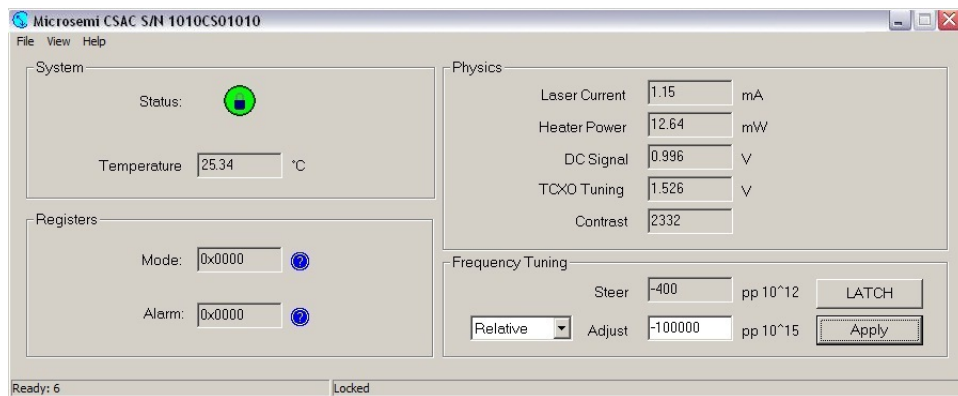 Microsemi CSAC S/N 1010CS01010
File View Help
System
Status:
Temperature 25.34 °C
Registers
Mode: 0x0000 ?
Alarm: 0x0000 ?
Physics
Laser Current 1.15 mA
Heater Power 12.64 mW
DC Signal 0.996 V
TCXO Tuning 1.526 V
Contrast 2332
Frequency Tuning
Steer -400 pp 10^12 LATCH
Relative Adjust -100000 pp 10^15 Apply
Ready: 6 Locked